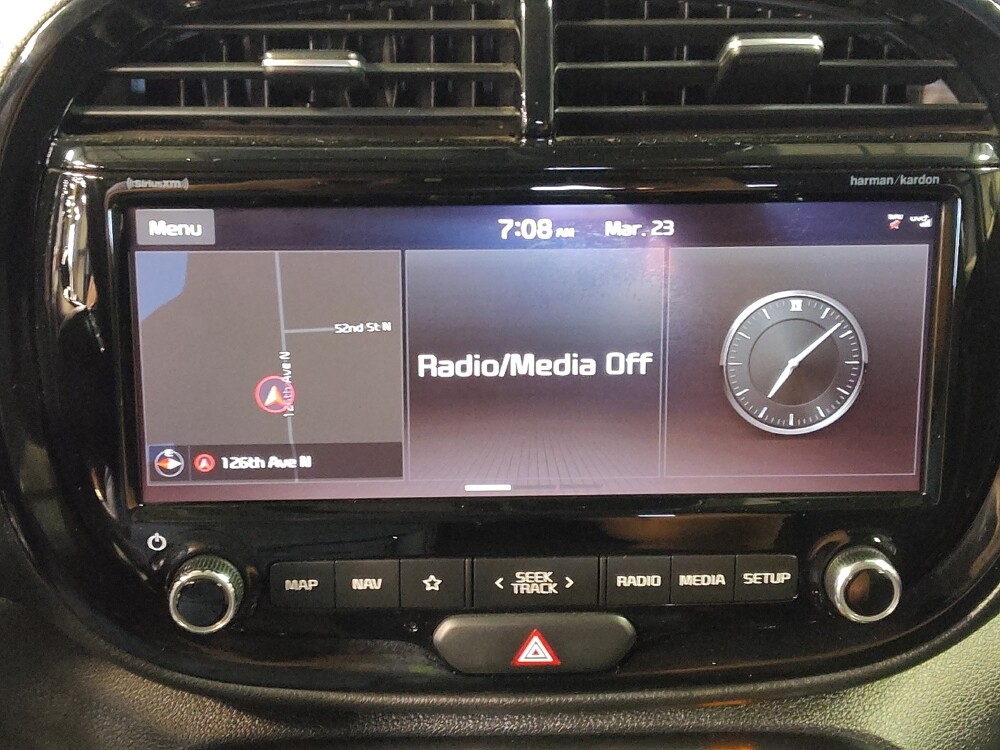 SiriusXM
harman/kardon
Menu
7:08 AM Mar. 23
52nd St N
126th Ave N
126th Ave N
E
Radio/Media Off
XII
MAP
NAV
SEEK
TRACK
RADIO
MEDIA
SETUP